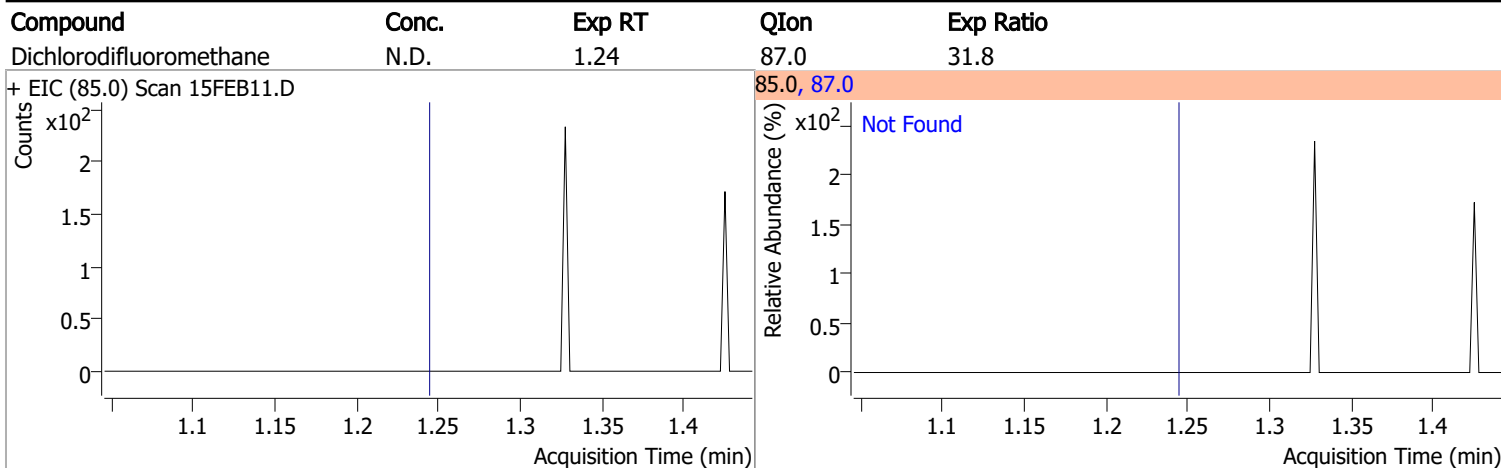 Compound Conc. Exp RT QIon Exp Ratio
Dichlorodifluoromethane N.D. 1.24 87.0 31.8
+ EIC (85.0) Scan 15FEB11.D
Counts
x10²
2
1.5
1
0.5
0
1.1 1.15 1.2 1.25 1.3 1.35 1.4
Acquisition Time (min)
85.0, 87.0
Relative Abundance (%)
x10²
Not Found
2
1.5
1
0.5
0
1.1 1.15 1.2 1.25 1.3 1.35 1.4
Acquisition Time (min)